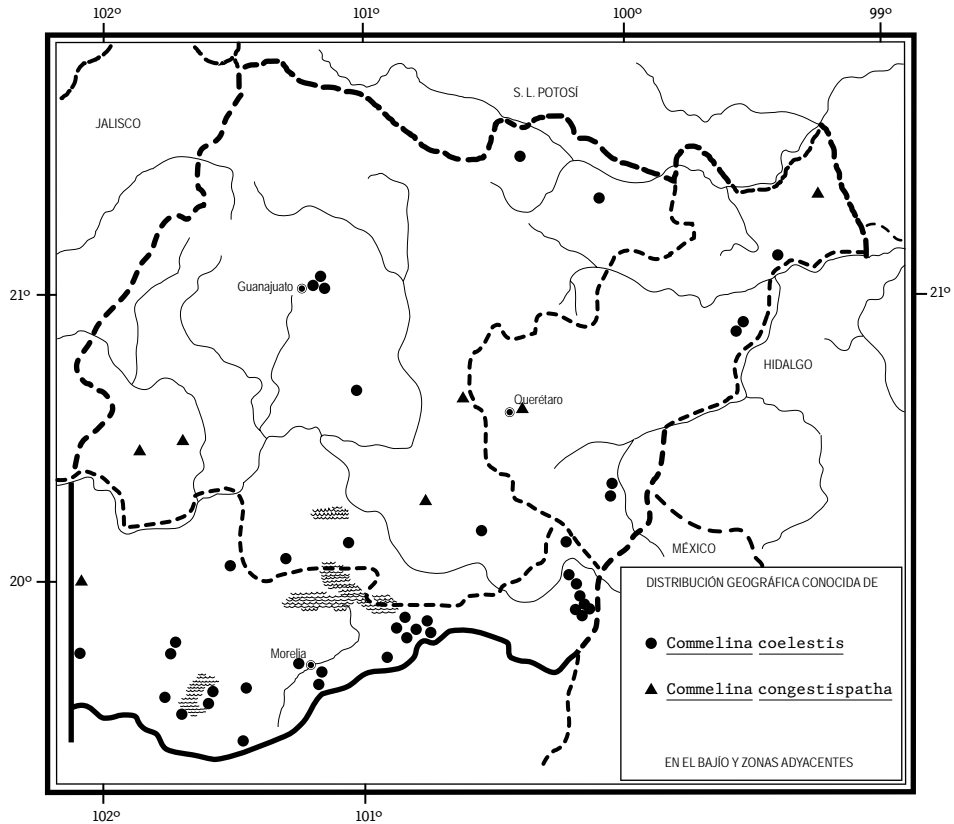 102º 101º 100º 99º
S. L. POTOSÍ
JALISCO
Guanajuato
21º 21º
HIDALGO
Querétaro
MÉXICO
20º
DISTRIBUCIÓN GEOGRÁFICA CONOCIDA DE
Commelina coelestis
Morelia
Commelina congestispatha
EN EL BAJÍO Y ZONAS ADYACENTES
102º 101º